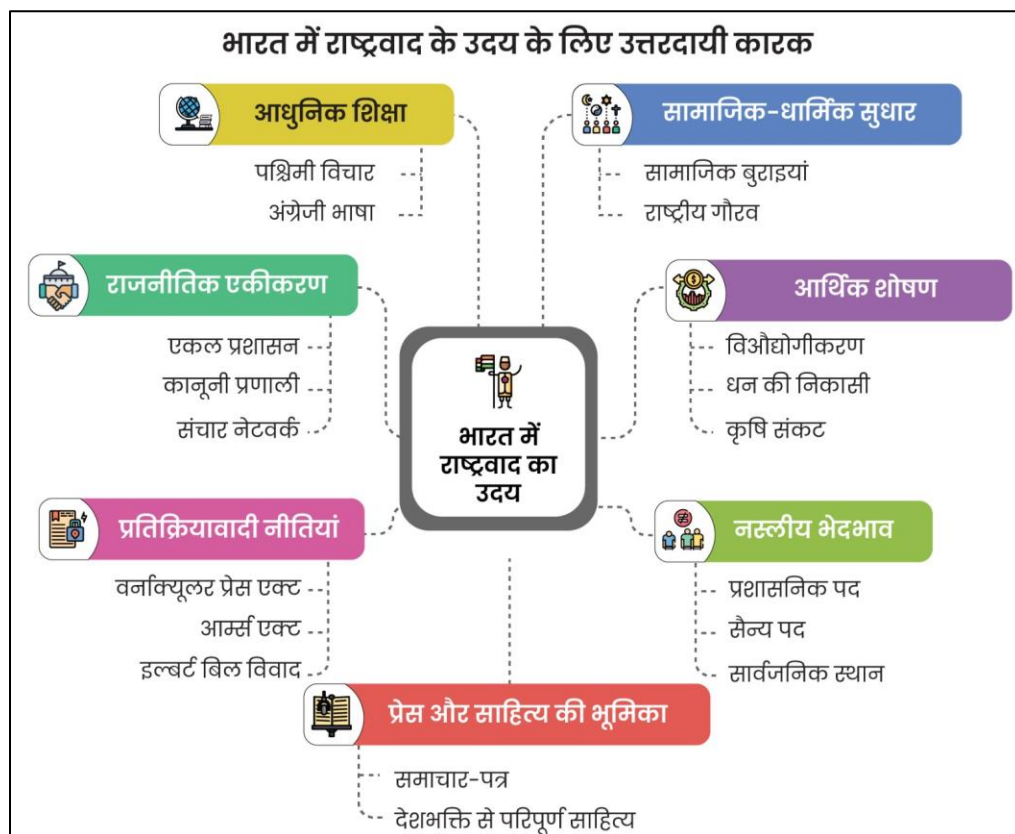 भारत में राष्ट्रवाद के उदय के लिए उत्तरदायी कारक
आधुनिक शिक्षा
पश्चिमी विचार
अंग्रेजी भाषा
सामाजिक-धार्मिक सुधार
सामाजिक बुराइयां
राष्ट्रीय गौरव
राजनीतिक एकीकरण
एकल प्रशासन
कानूनी प्रणाली
संचार नेटवर्क
आर्थिक शोषण
विऔद्योगीकरण
धन की निकासी
कृषि संकट
भारत में
राष्ट्रवाद का
उदय
प्रतिक्रियावादी नीतियां
वर्नाक्यूलर प्रेस एक्ट
आर्म्स एक्ट
इल्बर्ट बिल विवाद
नस्लीय भेदभाव
प्रशासनिक पद
सैन्य पद
सार्वजनिक स्थान
प्रेस और साहित्य की भूमिका
समाचार-पत्र
देशभक्ति से परिपूर्ण साहित्य